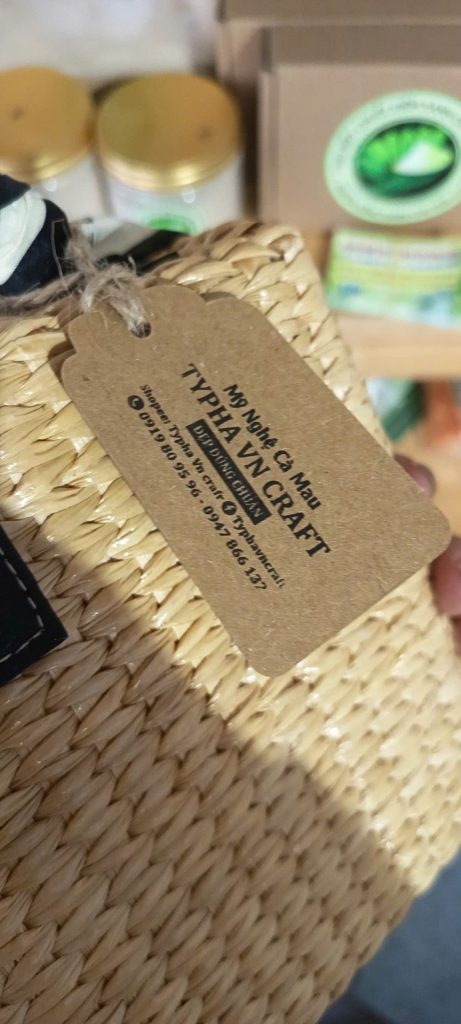 Mỹ Nghệ Cà Mau
TYPHA VN CRAFT
ĐẸP ĐÚNG CHUẨN
Shopee: Typha Vn craft Typhavncraft
0919 80 95 96 - 0947 866 137